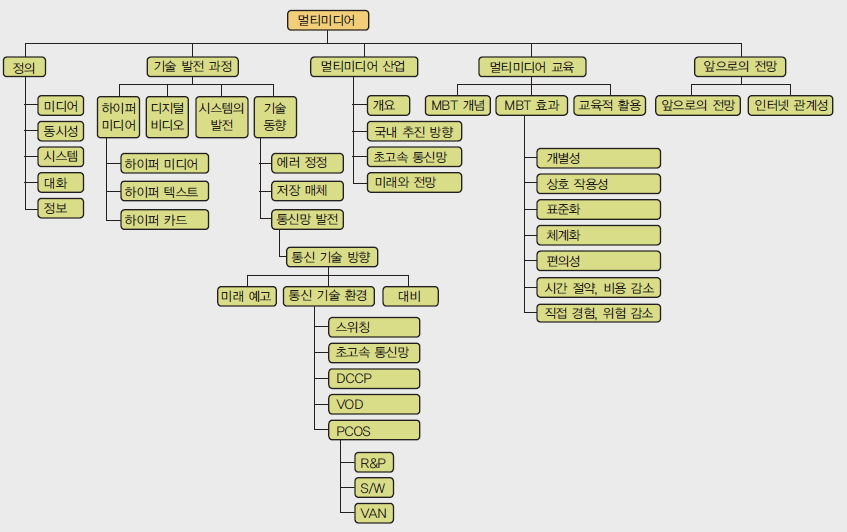 멀티미디어
정의
기술 발전 과정
멀티미디어 산업
멀티미디어 교육
앞으로의 전망
미디어
동시성
시스템
대화
정보
하이퍼
미디어
디지털
비디오
시스템의
발전
기술
동향
하이퍼 미디어
하이퍼 텍스트
하이퍼 카드
에러 정정
저장 매체
통신망 발전
통신 기술 방향
미래 예고
통신 기술 환경
대비
스위칭
초고속 통신망
DCCP
VOD
PCOS
R&P
S/W
VAN
개요
국내 추진 방향
초고속 통신망
미래와 전망
MBT 개념
MBT 효과
교육적 활용
개별성
상호 작용성
표준화
체계화
편의성
시간 절약, 비용 감소
직접 경험, 위험 감소
앞으로의 전망
인터넷 관계성